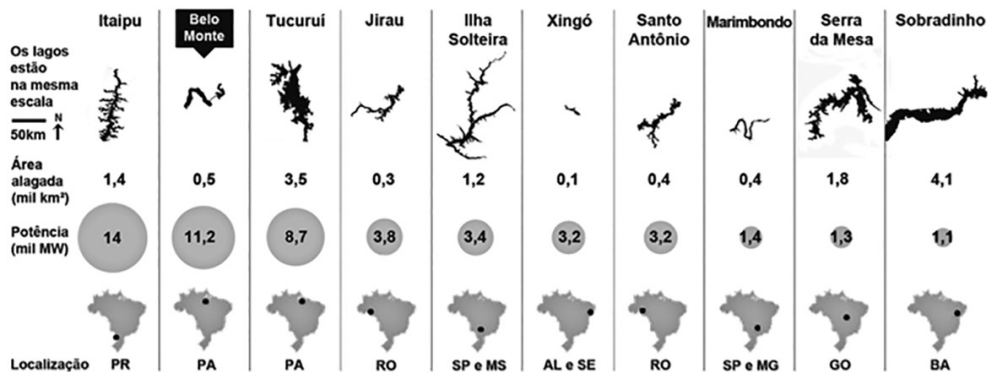 Itaipu
Belo
Monte
Tucuruí
Jirau
Ilha
Solteira
Xingó
Santo
Antônio
Marimbondo
Serra
da Mesa
Sobradinho
Os lagos
estão
na mesma
escala
N
50km
Área
alagada
(mil km²)
1,4
0,5
3,5
0,3
1,2
0,1
0,4
0,4
1,8
4,1
Potência
(mil MW)
14
11,2
8,7
3,8
3,4
3,2
3,2
1,4
1,3
1,1
Localização
PR
PA
PA
RO
SP e MS
AL e SE
RO
SP e MG
GO
BA